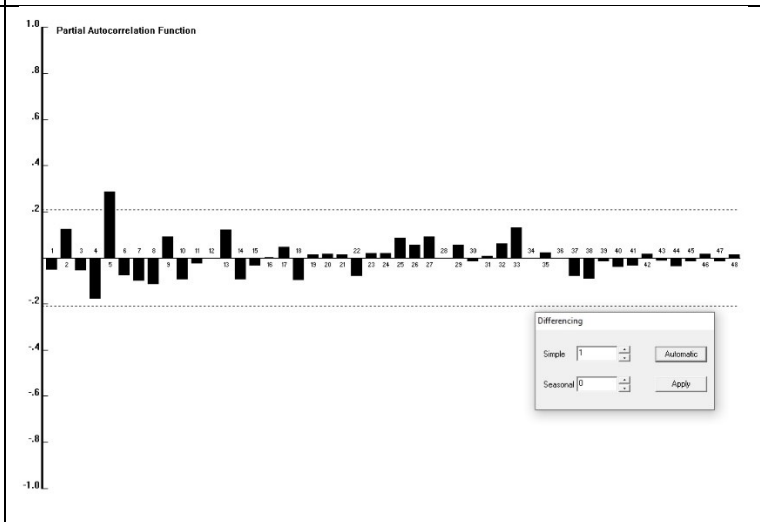 1.0 Partial Autocorrelation Function
.8
.6
.4
.2
1 3 4 6 7 8 10 11 12 14 15 18 22 28 30 34 36 37 38 39 40 41 43 44 45 47
2 5 9 13 16 17 19 20 21 23 24 25 26 27 29 31 32 33 35 42 46 48
-.2
Differencing
Simple 1 Automatic
-.4
Seasonal 0 Apply
-.6
-.8
-1.0